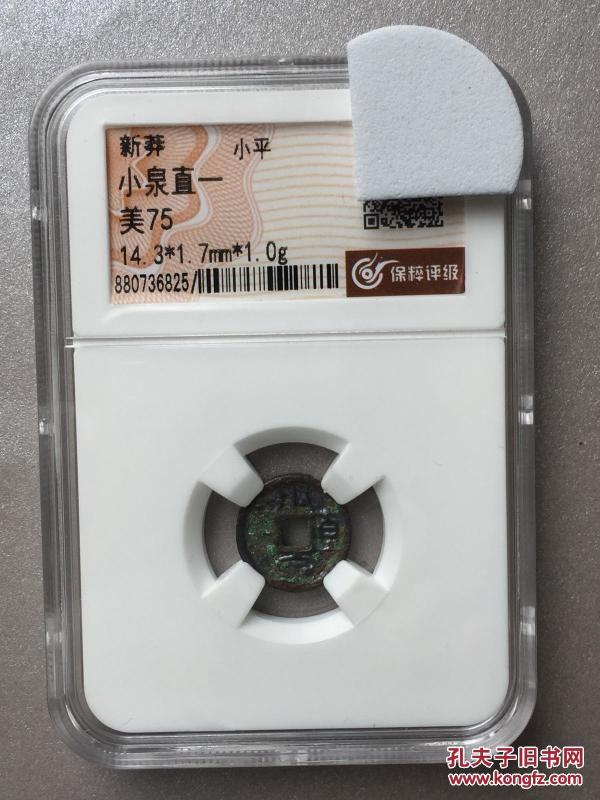 新莽 小平
小泉直一
美75
14.3*1.7mm*1.0g
880736825/
保粹评级
孔夫子旧书网
www.kongfz.com